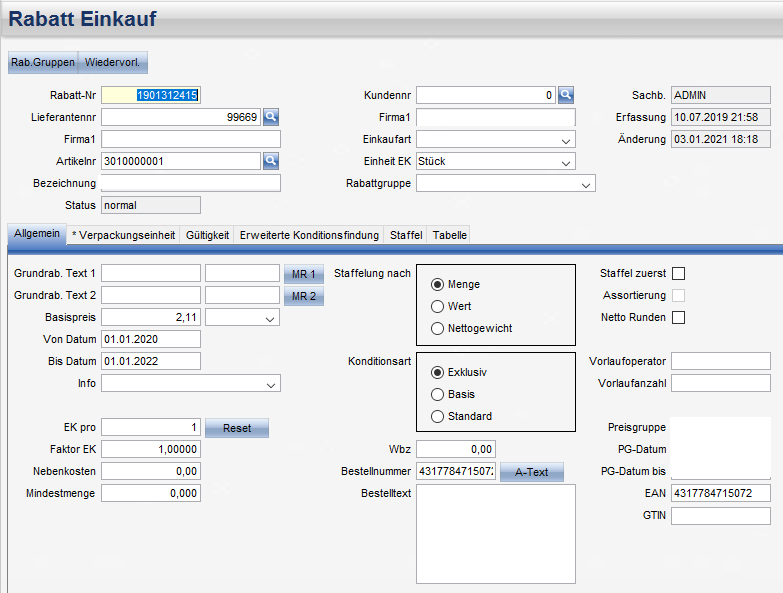 Rabatt Einkauf
Rab.Gruppen Wiedervorl.
Rabatt-Nr 1901312415 Kundennr 0 Sachb. ADMIN
Lieferantennr 99669 Firma1 Erfassung 10.07.2019 21:58
Firma1 Einkaufart Änderung 03.01.2021 18:18
Artikelnr 3010000001 Einheit EK Stück
Bezeichnung Rabattgruppe
Status normal
Allgemein * Verpackungseinheit Gültigkeit Erweiterte Konditionsfindung Staffel Tabelle
Grundrab. Text 1 MR 1 Staffelung nach Menge Staffel zuerst
Grundrab. Text 2 MR 2 Wert Assortierung
Basispreis 2,11 Nettogewicht Netto Runden
Von Datum 01.01.2020
Bis Datum 01.01.2022 Konditionsart Exklusiv Vorlaufoperator
Info Basis Vorlaufanzahl
Standard
EK pro 1 Reset Preisgruppe
Faktor EK 1,00000 Wbz 0,00 PG-Datum
Nebenkosten 0,00 Bestellnummer 4317784715072 A-Text PG-Datum bis
Mindestmenge 0,000 Bestelltext EAN 4317784715072
GTIN